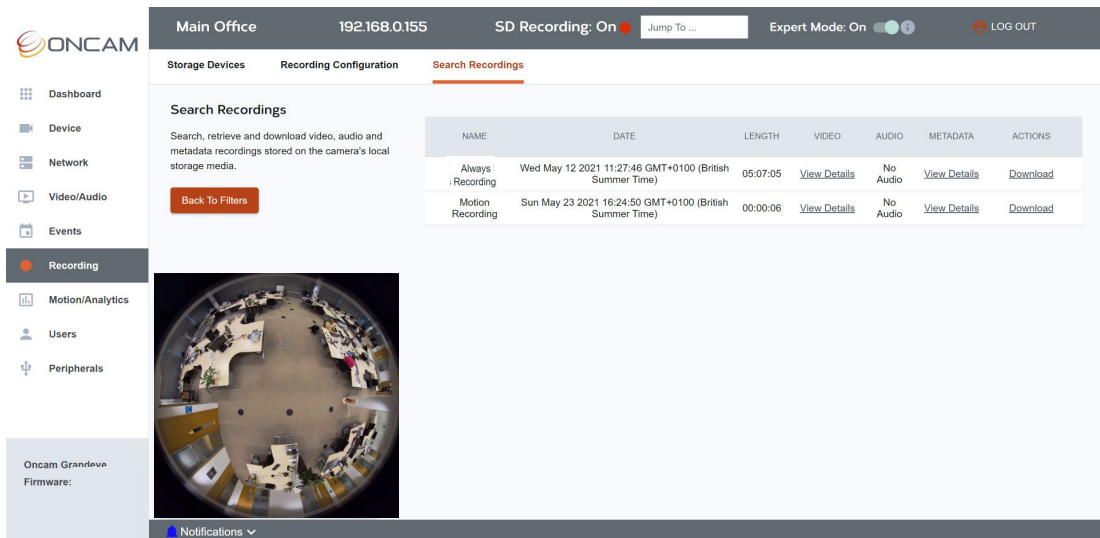 ONCAM
Main Office 192.168.0.155 SD Recording: On Jump To ... Expert Mode: On i LOG OUT
Storage Devices Recording Configuration Search Recordings
Dashboard
Device
Network
Video/Audio
Events
Recording
Motion/Analytics
Users
Peripherals
Oncam Grandeye
Firmware:
Search Recordings
Search, retrieve and download video, audio and
metadata recordings stored on the camera's local
storage media.
Back To Filters
NAME DATE LENGTH VIDEO AUDIO METADATA ACTIONS
Always Recording Wed May 12 2021 11:27:46 GMT+0100 (British Summer Time) 05:07:05 View Details No Audio View Details Download
Motion Recording Sun May 23 2021 16:24:50 GMT+0100 (British Summer Time) 00:00:06 View Details No Audio View Details Download
Notifications